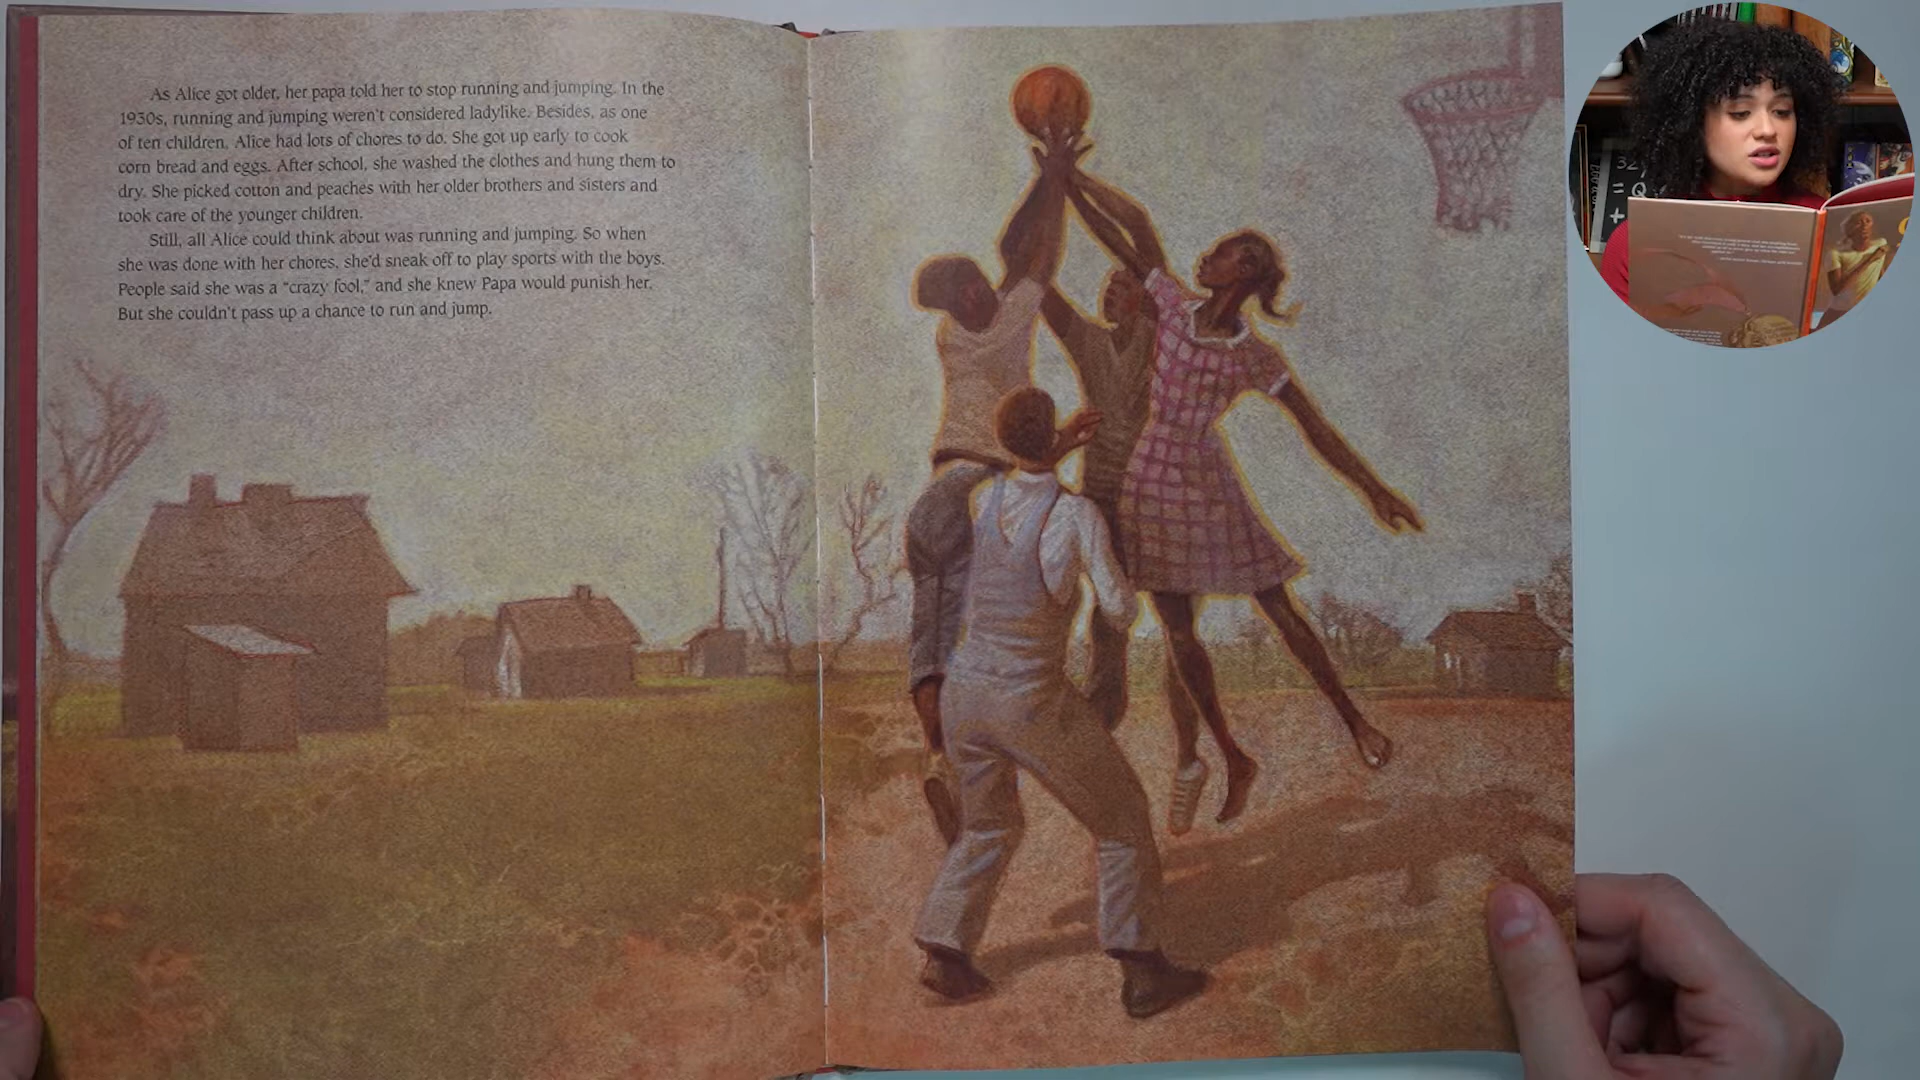 As Alice got older, her papa told her to stop running and jumping. In the
1930s, running and jumping weren't considered ladylike. Besides, as one
of ten children, Alice had lots of chores to do. She got up early to cook
corn bread and eggs. After school, she washed the clothes and hung them to
dry. She picked cotton and peaches with her older brothers and sisters and
took care of the younger children.
Still, all Alice could think about was running and jumping. So when
she was done with her chores, she'd sneak off to play sports with the boys.
People said she was a "crazy fool," and she knew Papa would punish her.
But she couldn't pass up a chance to run and jump.
32
= Q
+